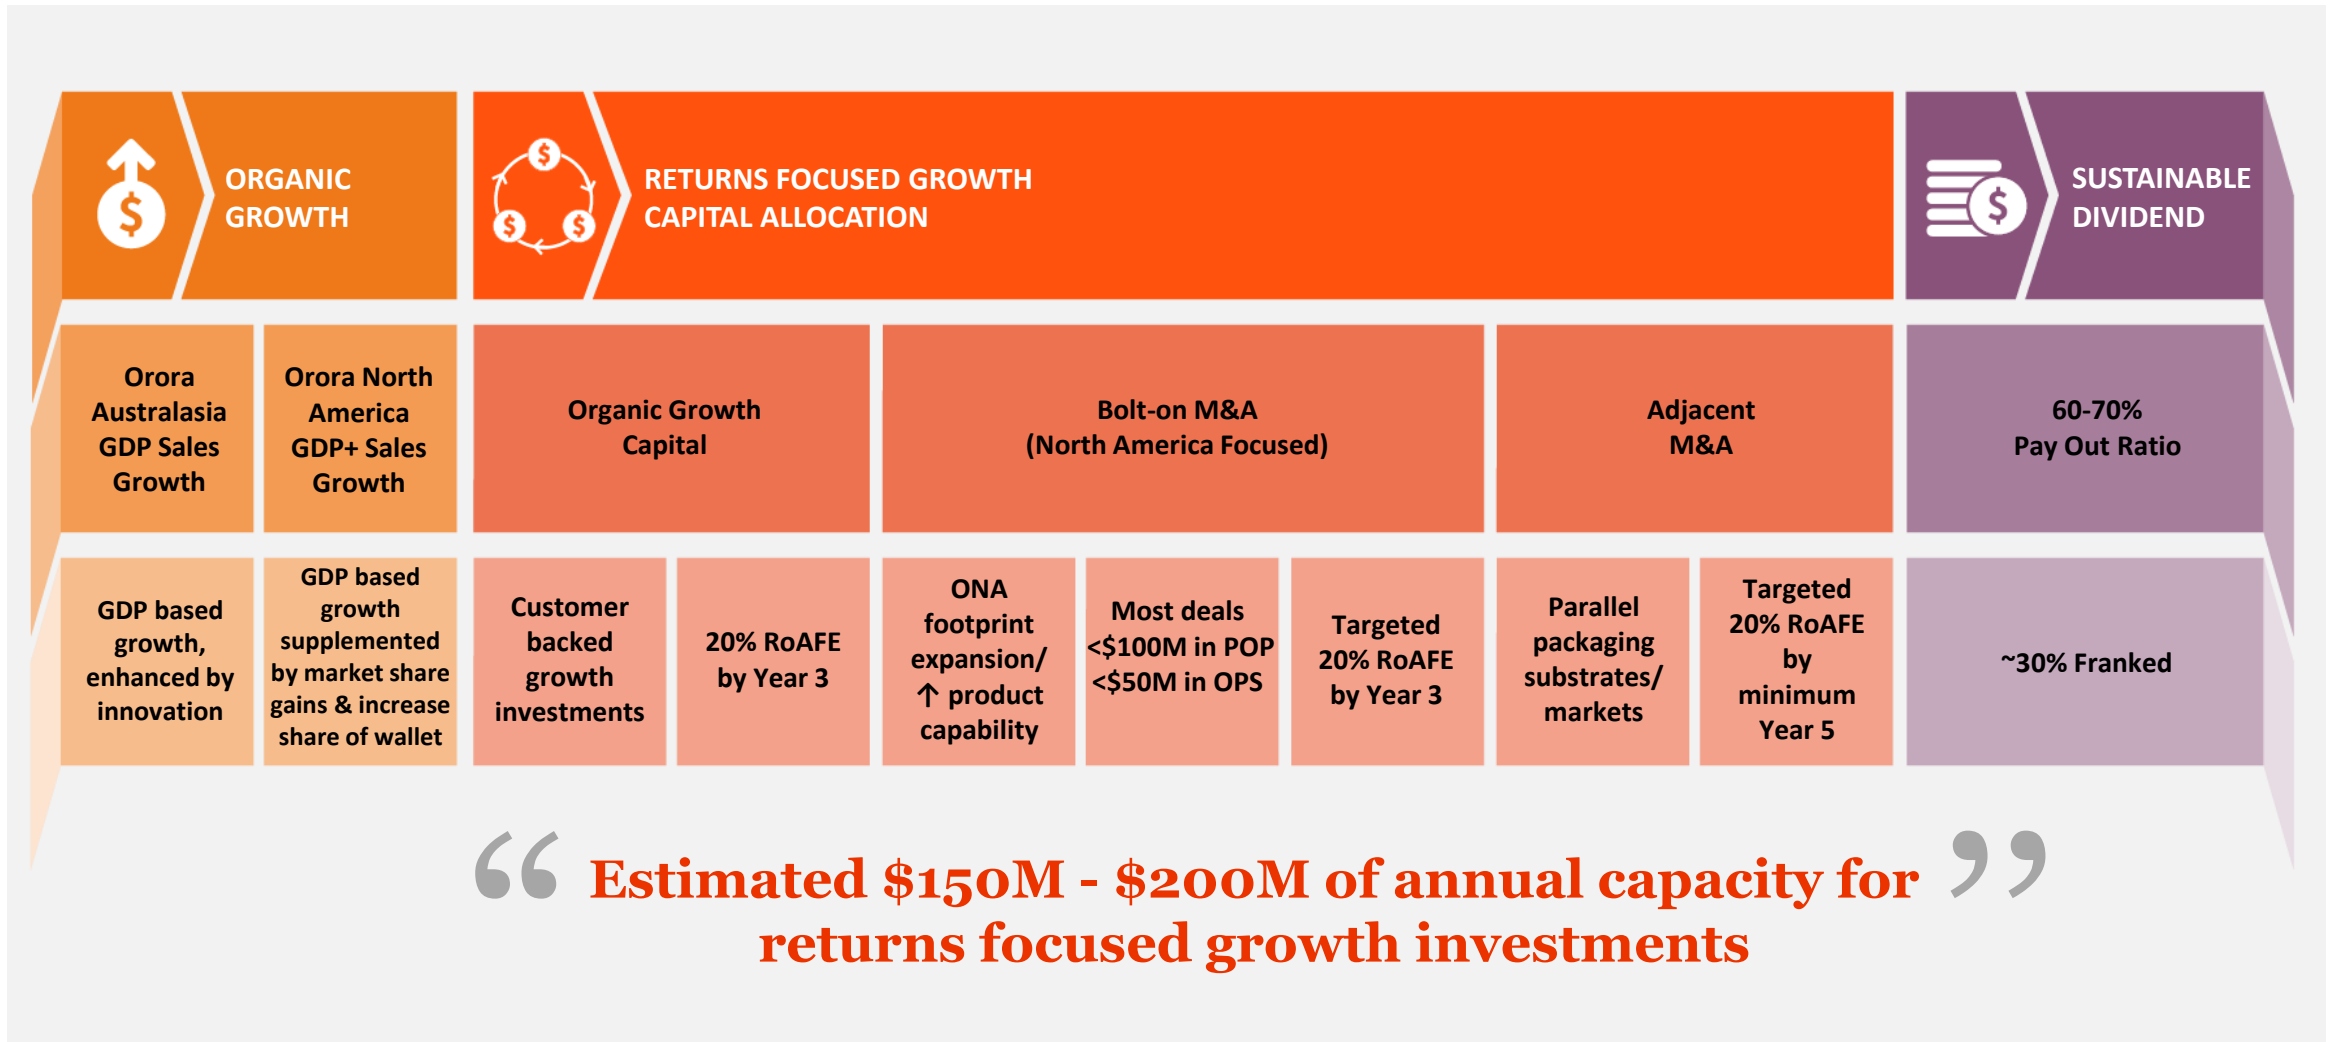 ORGANIC
GROWTH
RETURNS FOCUSED GROWTH
CAPITAL ALLOCATION
SUSTAINABLE
DIVIDEND
Orora
Australasia
GDP Sales
Growth
Orora North
America
GDP+ Sales
Growth
Organic Growth
Capital
Bolt-on M&A
(North America Focused)
Adjacent
M&A
60-70%
Pay Out Ratio
GDP based
growth,
enhanced by
innovation
GDP based
growth
supplemented
by market share
gains & increase
share of wallet
Customer
backed
growth
investments
20% RoAFE
by Year 3
ONA
footprint
expansion/
↑ product
capability
Most deals
<$100M in POP
<$50M in OPS
Targeted
20% RoAFE
by Year 3
Parallel
packaging
substrates/
markets
Targeted
20% RoAFE
by
minimum
Year 5
~30% Franked
“ Estimated $150M - $200M of annual capacity for ”
returns focused growth investments